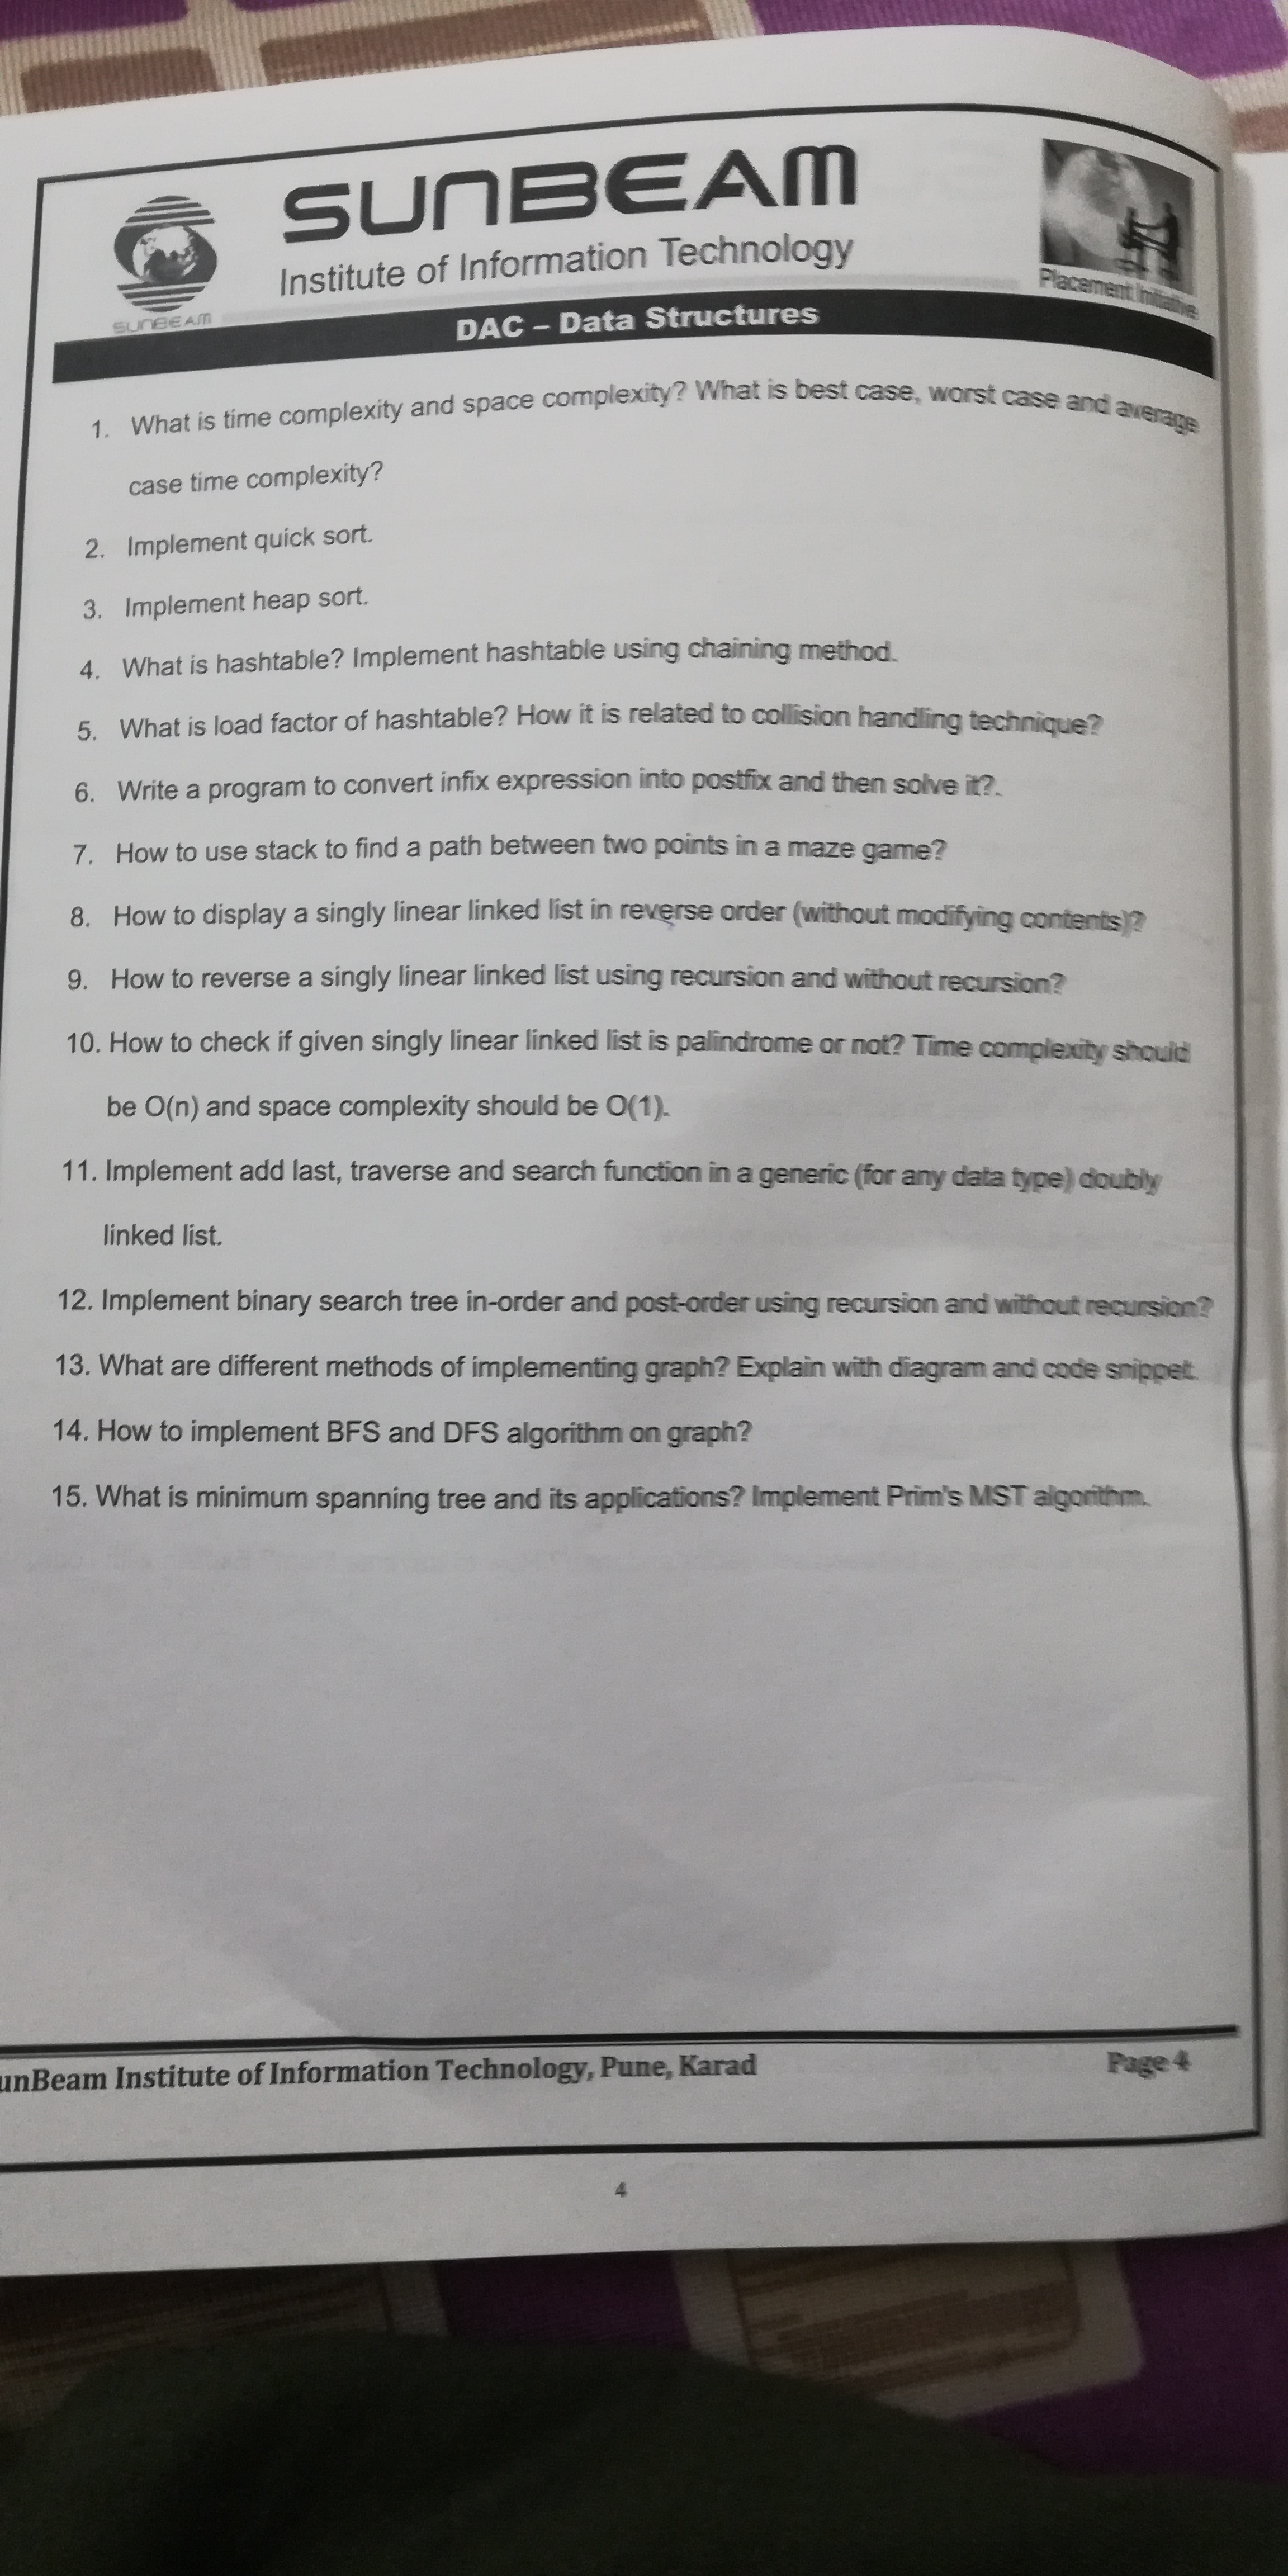 SUNBEAM
Institute of Information Technology
SUNBEAM
Placement Initiative
DAC – Data Structures
1. What is time complexity and space complexity? What is best case, worst case and average
case time complexity?
2. Implement quick sort.
3. Implement heap sort.
4. What is hashtable? Implement hashtable using chaining method.
5. What is load factor of hashtable? How it is related to collision handling technique?
6. Write a program to convert infix expression into postfix and then solve it?.
7. How to use stack to find a path between two points in a maze game?
8. How to display a singly linear linked list in reverse order (without modifying contents)?
9. How to reverse a singly linear linked list using recursion and without recursion?
10. How to check if given singly linear linked list is palindrome or not? Time complexity should
be O(n) and space complexity should be O(1).
11. Implement add last, traverse and search function in a generic (for any data type) doubly
linked list.
12. Implement binary search tree in-order and post-order using recursion and without recursion?
13. What are different methods of implementing graph? Explain with diagram and code snippet.
14. How to implement BFS and DFS algorithm on graph?
15. What is minimum spanning tree and its applications? Implement Prim's MST algorithm.
unBeam Institute of Information Technology, Pune, Karad Page 4
4